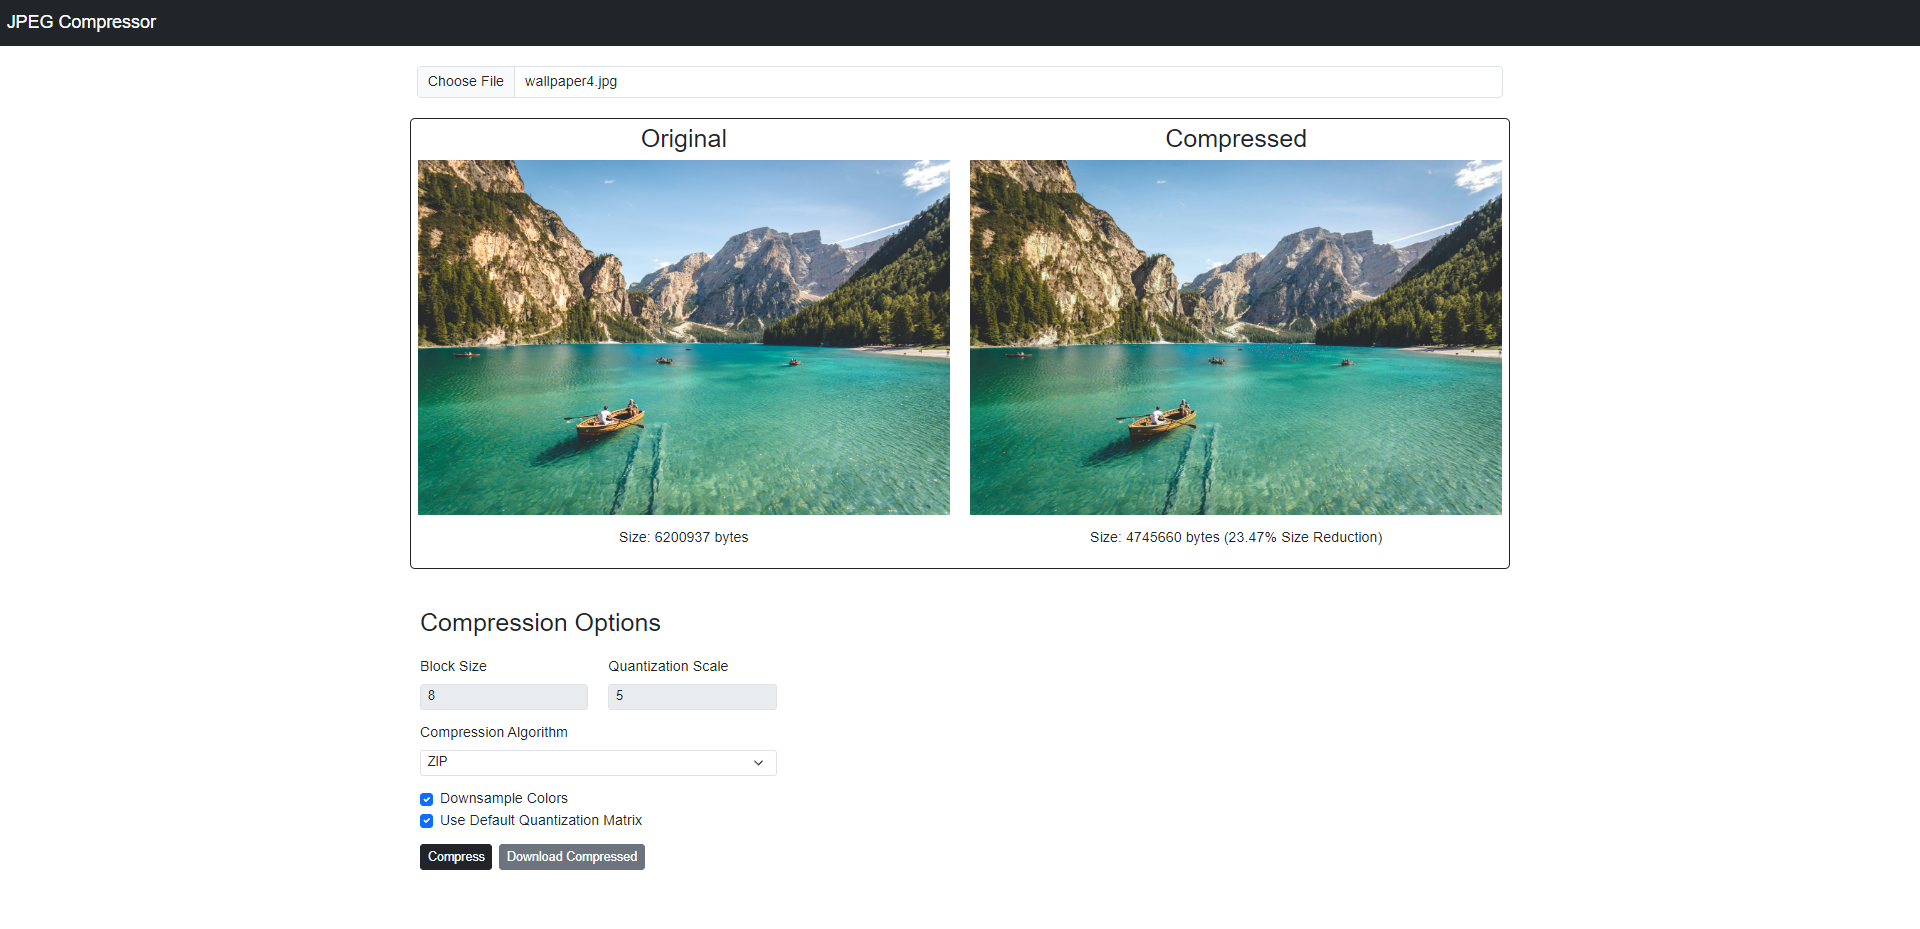 JPEG Compressor
Choose File wallpaper4.jpg
Original Compressed
Size: 6200937 bytes Size: 4745660 bytes (23.47% Size Reduction)
Compression Options
Block Size Quantization Scale
8 5
Compression Algorithm
ZIP
Downsample Colors
Use Default Quantization Matrix
Compress Download Compressed